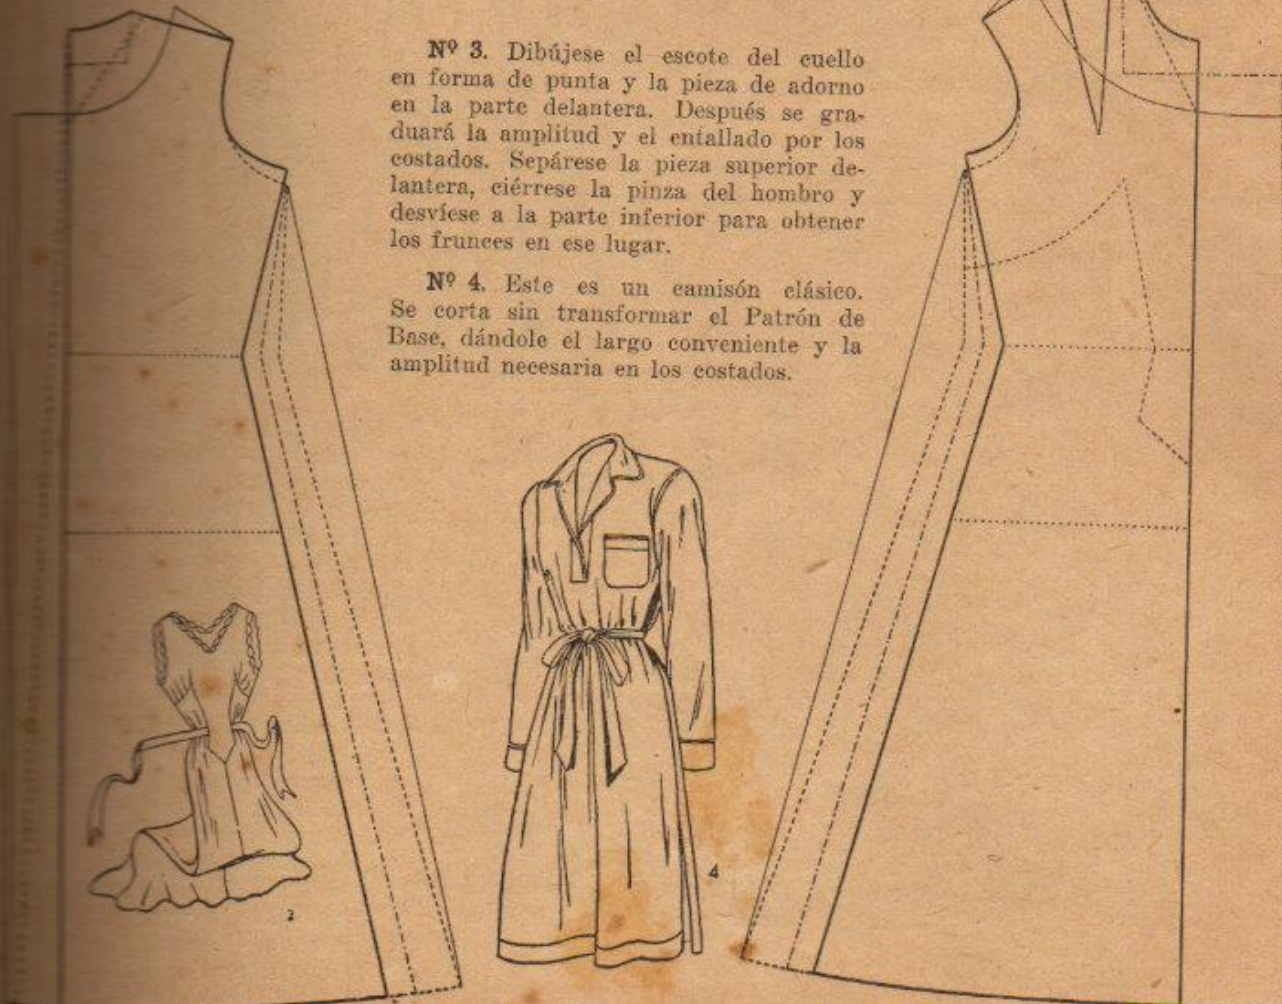 Nº 3. Dibújese el escote del cuello
en forma de punta y la pieza de adorno
en la parte delantera. Después se gra-
duará la amplitud y el entallado por los
costados. Sepárese la pieza superior de-
lantera, ciérrese la pinza del hombro y
desvíese a la parte inferior para obtener
los frunces en ese lugar.
Nº 4. Este es un camisón clásico.
Se corta sin transformar el Patrón de
Base, dándole el largo conveniente y la
amplitud necesaria en los costados.
4